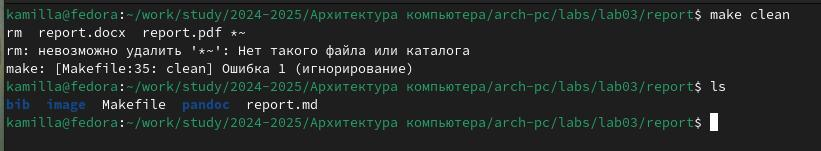 kamilla@fedora:~/work/study/2024-2025/Архитектура компьютера/arch-pc/labs/lab03/report$ make clean
rm  report.docx  report.pdf *~
rm: невозможно удалить '*~': Нет такого файла или каталога
make: [Makefile:35: clean] Ошибка 1 (игнорирование)
kamilla@fedora:~/work/study/2024-2025/Архитектура компьютера/arch-pc/labs/lab03/report$ ls
bib  image  Makefile  pandoc  report.md
kamilla@fedora:~/work/study/2024-2025/Архитектура компьютера/arch-pc/labs/lab03/report$